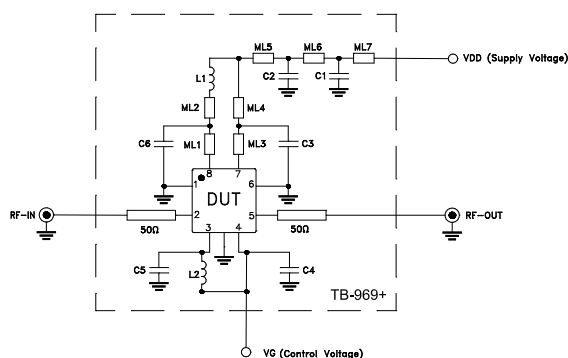 ML5 ML6 ML7
VDD (Supply Voltage)
L1 C2 C1
ML2 ML4
C6 ML1 ML3 C3
8 7
1 6
DUT
RF-IN 2 5 RF-OUT
50Ω 50Ω
3 4
C5 L2 C4
TB-969+
VG (Control Voltage)